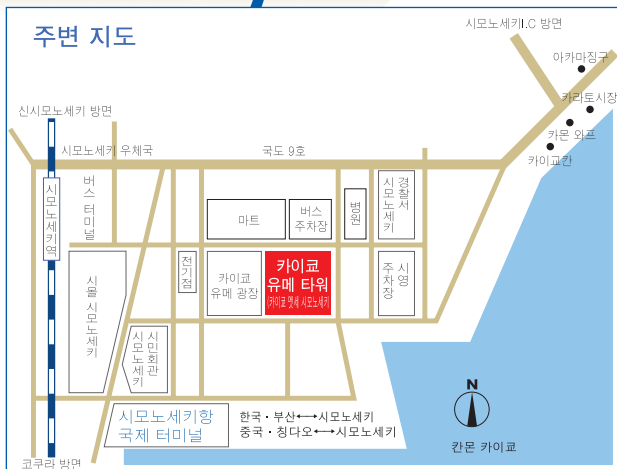 주변 지도
시모노세키I.C 방면
아카마징구
카라토시장
카몬 와프
카이쿄칸
신시모노세키 방면
시모노세키 우체국
국도 9호
시모노세키역
버스 터미널
마트
버스
주차장
병원
시모노세키
경찰서
전기점
카이쿄
유메 광장
카이쿄
유메 타워
(카이쿄 멧세 시모노세키)
시영
주차장
시몰 시모노세키
시모노세키
시민회관
시모노세키항
국제 터미널
한국・부산⟷시모노세키
중국・칭다오⟷시모노세키
N
칸몬 카이쿄
코쿠라 방면